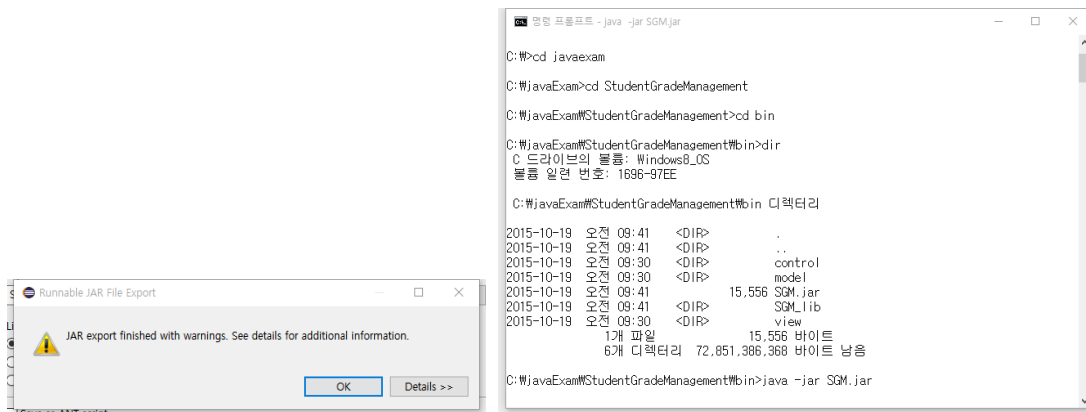 Runnable JAR File Export
JAR export finished with warnings. See details for additional information.
OK
Details >>
명령 프롬프트 - java -jar SGM.jar
C:₩>cd javaexam
C:₩javaExam>cd StudentGradeManagement
C:₩javaExam₩StudentGradeManagement>cd bin
C:₩javaExam₩StudentGradeManagement₩bin>dir
C 드라이브의 볼륨: Windows8_OS
볼륨 일련 번호: 1696-97EE
C:₩javaExam₩StudentGradeManagement₩bin 디렉터리
2015-10-19 오전 09:41 <DIR> .
2015-10-19 오전 09:41 <DIR> ..
2015-10-19 오전 09:30 <DIR> control
2015-10-19 오전 09:30 <DIR> model
2015-10-19 오전 09:41 15,556 SGM.jar
2015-10-19 오전 09:41 <DIR> SGM_lib
2015-10-19 오전 09:30 <DIR> view
1개 파일 15,556 바이트
6개 디렉터리 72,851,386,368 바이트 남음
C:₩javaExam₩StudentGradeManagement₩bin>java -jar SGM.jar